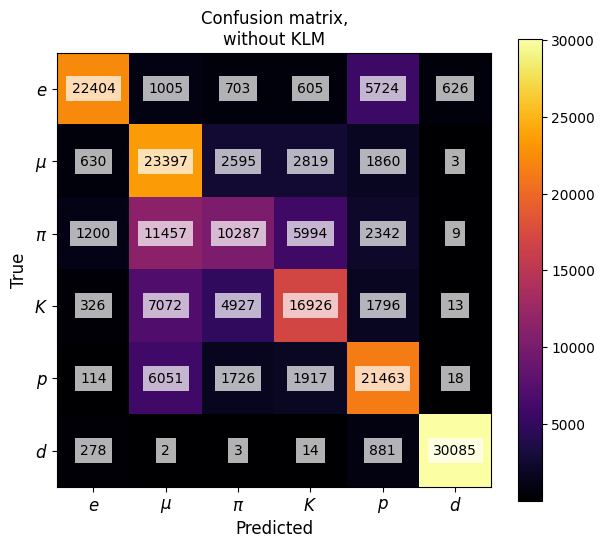 Confusion matrix,
without KLM
e 22404 1005 703 605 5724 626
μ 630 23397 2595 2819 1860 3
π 1200 11457 10287 5994 2342 9
K 326 7072 4927 16926 1796 13
p 114 6051 1726 1917 21463 18
d 278 2 3 14 881 30085
e μ π K p d
Predicted
True
30000
25000
20000
15000
10000
5000